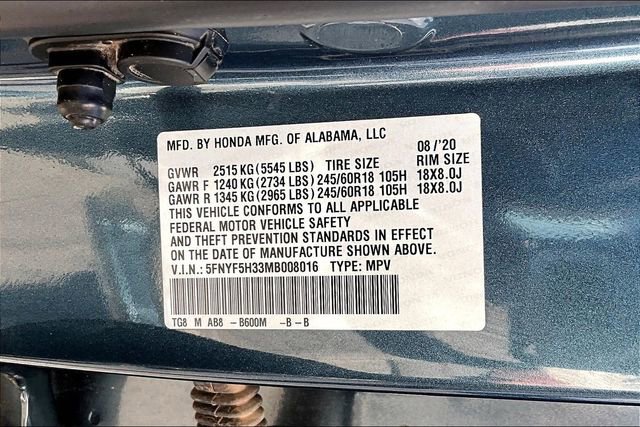 MFD. BY HONDA MFG. OF ALABAMA, LLC 08/'20
GVWR 2515 KG (5545 LBS) TIRE SIZE RIM SIZE
GAWR F 1240 KG (2734 LBS) 245/60R18 105H 18X8.0J
GAWR R 1345 KG (2965 LBS) 245/60R18 105H 18X8.0J
THIS VEHICLE CONFORMS TO ALL APPLICABLE
FEDERAL MOTOR VEHICLE SAFETY
AND THEFT PREVENTION STANDARDS IN EFFECT
ON THE DATE OF MANUFACTURE SHOWN ABOVE.
V.I.N.: 5FNYF5H33MB008016 TYPE: MPV
TG8 M AB8 -B600M -B -B